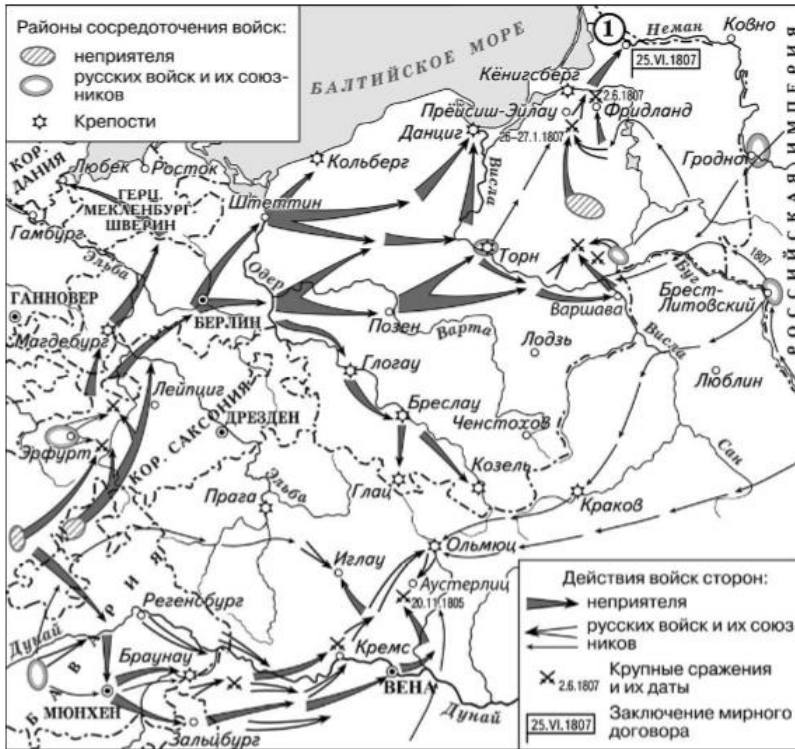 Районы сосредоточения войск:
неприятеля
русских войск и их союз-
ников
Крепости
БАЛТИЙСКОЕ МОРЕ
1
Неман
Ковно
25.VI.1807
РОССИЙСКАЯ ИМПЕРИЯ
Кёнигсберг
2.6.1807
Прейсиш-Эйлау
Фридланд
Данциг
26–27.1.1807
Гродна
Кольберг
Висла
КОР.
ДАНИЯ
Любек
Росток
ГЕРЦ.
МЕКЛЕНБУРГ-
ШВЕРИН
Штеттин
Гамбург
Эльба
Одер
Торн
1807
Буг
Брест-
Литовский
ГАННОВЕР
БЕРЛИН
Варшава
Магдебург
Позен
Варта
Лодзь
Висла
Люблин
Глогау
Лейпциг
Бреслау
ДРЕЗДЕН
КОР. САКСОНИЯ
Ченстохов
Эрфурт
Козель
Сан
Эльба
Глац
Прага
Краков
Ольмюц
Иглау
Аустерлиц
20.11.1805
Регенсбург
Дунай
БАВАРИЯ
Браунау
Кремс
ВЕНА
МЮНХЕН
Зальцбург
Дунай
Действия войск сторон:
неприятеля
русских войск и их союз-
ников
2.6.1807
Крупные сражения
и их даты
25.VI.1807
Заключение мирного
договора